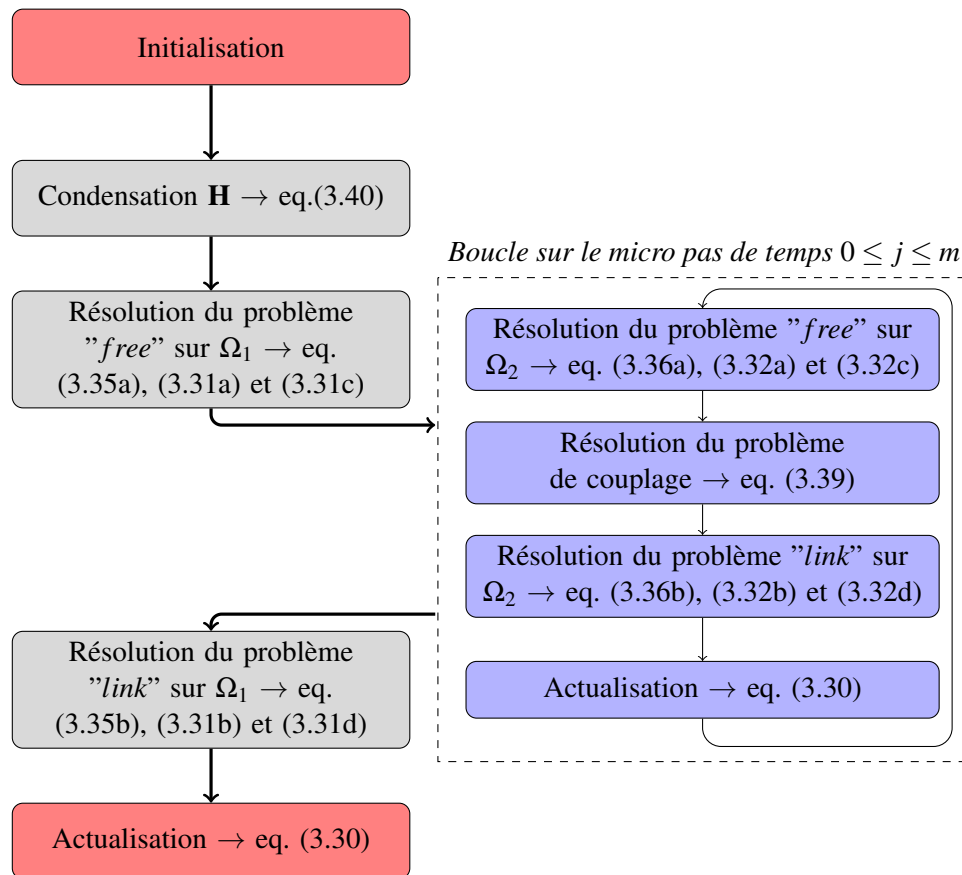 Initialisation
Condensation H → eq.(3.40)
Résolution du problème
”free” sur Ω₁ → eq.
(3.35a), (3.31a) et (3.31c)
Boucle sur le micro pas de temps 0 ≤ j ≤ m
Résolution du problème ”free” sur
Ω₂ → eq. (3.36a), (3.32a) et (3.32c)
Résolution du problème
de couplage → eq. (3.39)
Résolution du problème ”link” sur
Ω₂ → eq. (3.36b), (3.32b) et (3.32d)
Actualisation → eq. (3.30)
Résolution du problème
”link” sur Ω₁ → eq.
(3.35b), (3.31b) et (3.31d)
Actualisation → eq. (3.30)